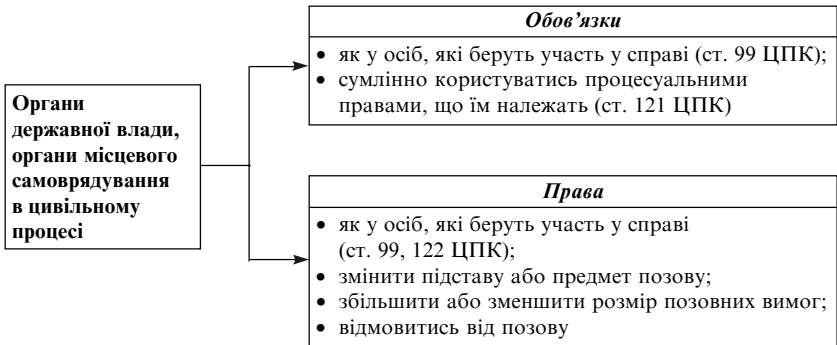 Органи
державної влади,
органи місцевого
самоврядування
в цивільному
процесі
Обов’язки
• як у осіб, які беруть участь у справі (ст. 99 ЦПК);
• сумлінно користуватись процесуальними
правами, що їм належать (ст. 121 ЦПК)
Права
• як у осіб, які беруть участь у справі
(ст. 99, 122 ЦПК);
• змінити підставу або предмет позову;
• збільшити або зменшити розмір позовних вимог;
• відмовитись від позову